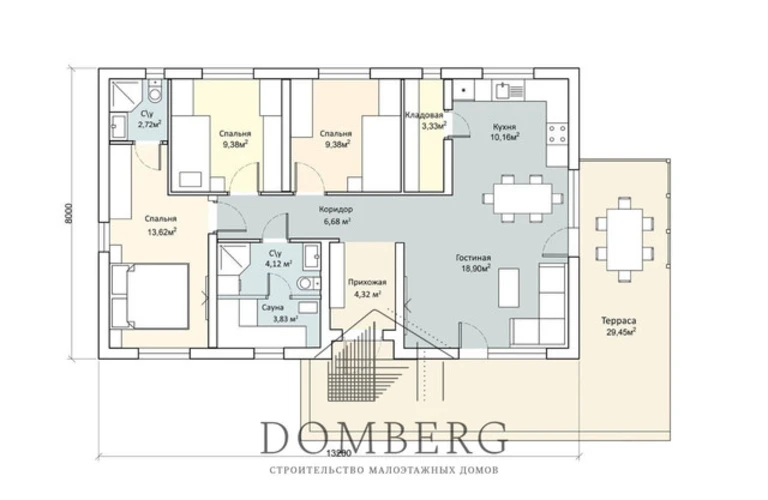 С\у
2,72м²
Спальня
9,38м²
Спальня
9,38м²
Кладовая
3,33м²
Кухня
10,16м²
8000
Спальня
13,62м²
Коридор
6,68 м²
С\у
4,12 м²
Гостиная
18,90м²
Прихожая
4,32 м²
Сауна
3,83 м²
Терраса
29,45м²
DOMBERG
СТРОИТЕЛЬСТВО МАЛОЭТАЖНЫХ ДОМОВ